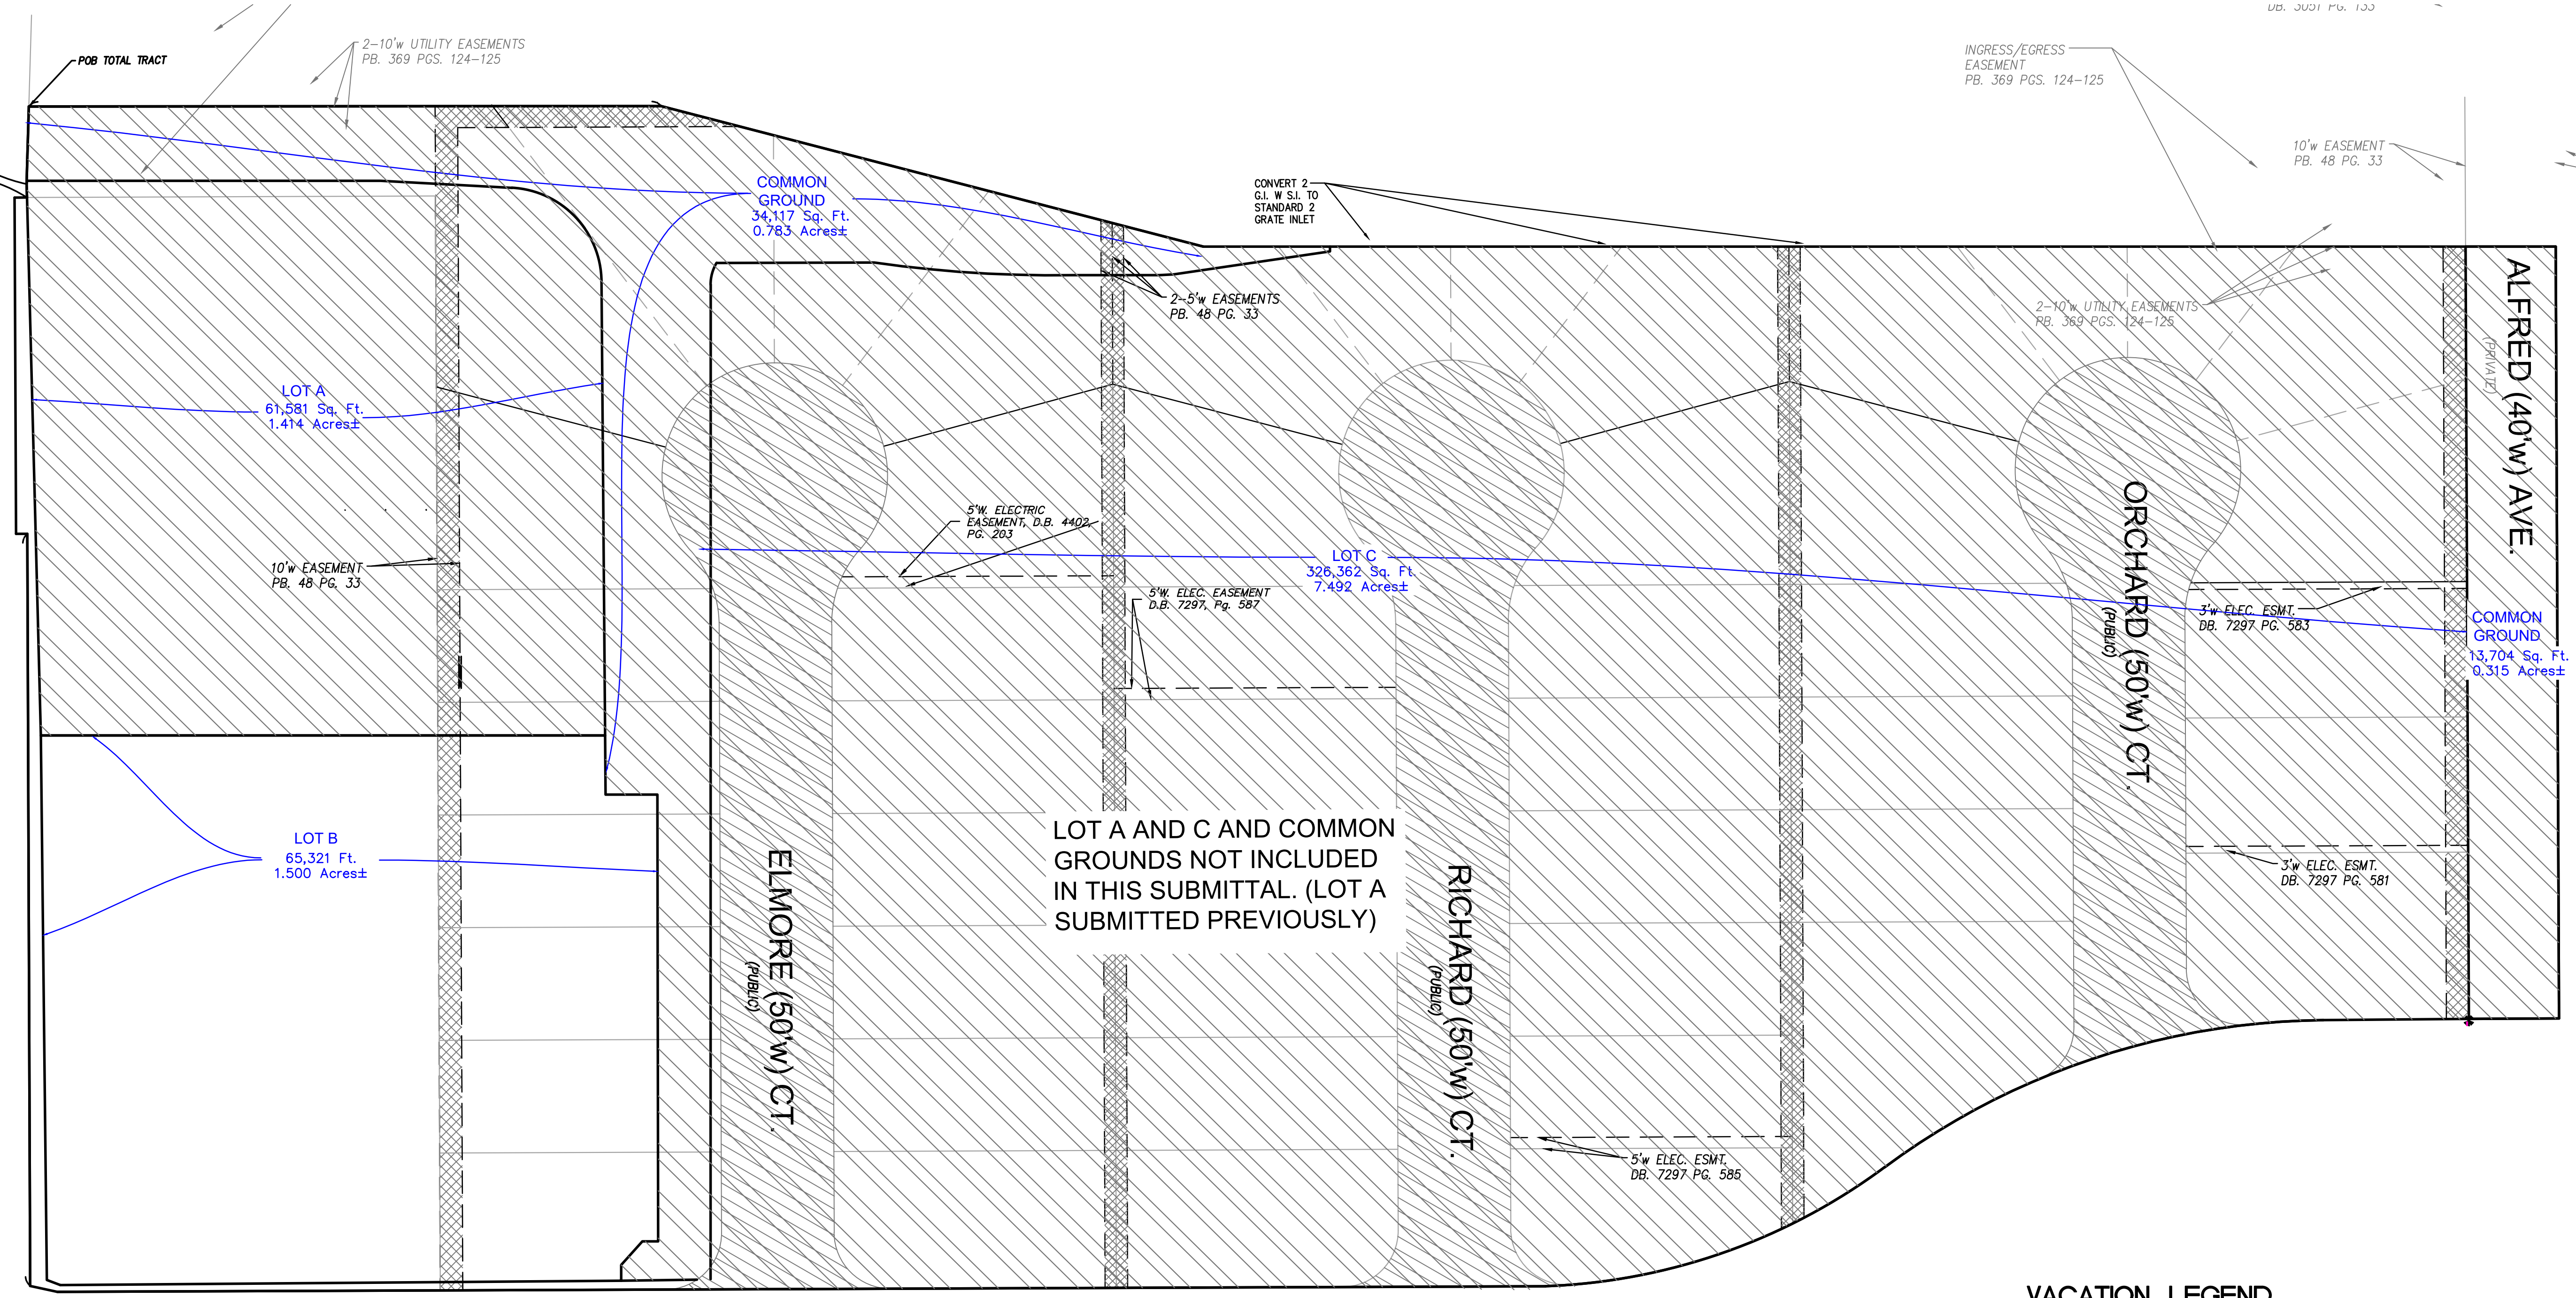 DB. 3051 PG. 133
2-10'w UTILITY EASEMENTS
PB. 369 PGS. 124-125
POB TOTAL TRACT
INGRESS/EGRESS
EASEMENT
PB. 369 PGS. 124-125
10'w EASEMENT
PB. 48 PG. 33
COMMON
GROUND
34,117 Sq. Ft.
0.783 Acres±
CONVERT 2
G.I. W S.I. TO
STANDARD 2
GRATE INLET
2-5'w EASEMENTS
PB. 48 PG. 33
2-10'w UTILITY EASEMENTS
PB. 369 PGS. 124-125
ALFRED (40'w) AVE.
(PRIVATE)
LOT A
61,581 Sq. Ft.
1.414 Acres±
5'W. ELECTRIC
EASEMENT, D.B. 4402,
PG. 203
10'w EASEMENT
PB. 48 PG. 33
LOT C
326,362 Sq. Ft.
7.492 Acres±
5'W. ELEC. EASEMENT
D.B. 7297, Pg. 587
ORCHARD (50'w) CT.
(PUBLIC)
3'w ELEC. ESMT.
DB. 7297 PG. 583
COMMON
GROUND
13,704 Sq. Ft.
0.315 Acres±
LOT B
65,321 Ft.
1.500 Acres±
LOT A AND C AND COMMON
GROUNDS NOT INCLUDED
IN THIS SUBMITTAL. (LOT A
SUBMITTED PREVIOUSLY)
ELMORE (50'w) CT.
(PUBLIC)
RICHARD (50'w) CT.
(PUBLIC)
3'w ELEC. ESMT.
DB. 7297 PG. 581
5'w ELEC. ESMT.
DB. 7297 PG. 585
VACATION LEGEND